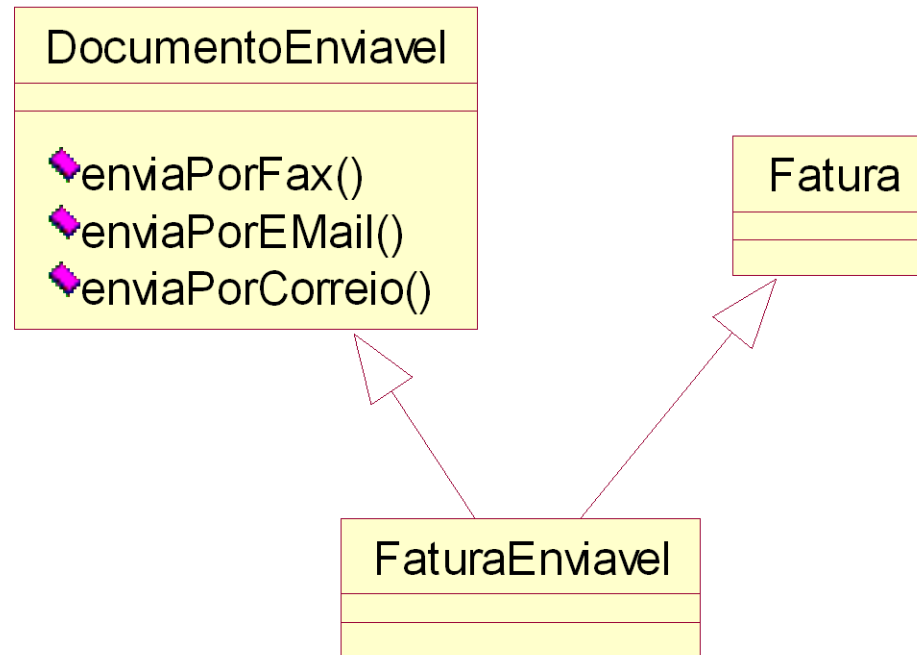 DocumentoEnviavel
enviaPorFax()
enviaPorEMail()
enviaPorCorreio()
Fatura
FaturaEnviavel